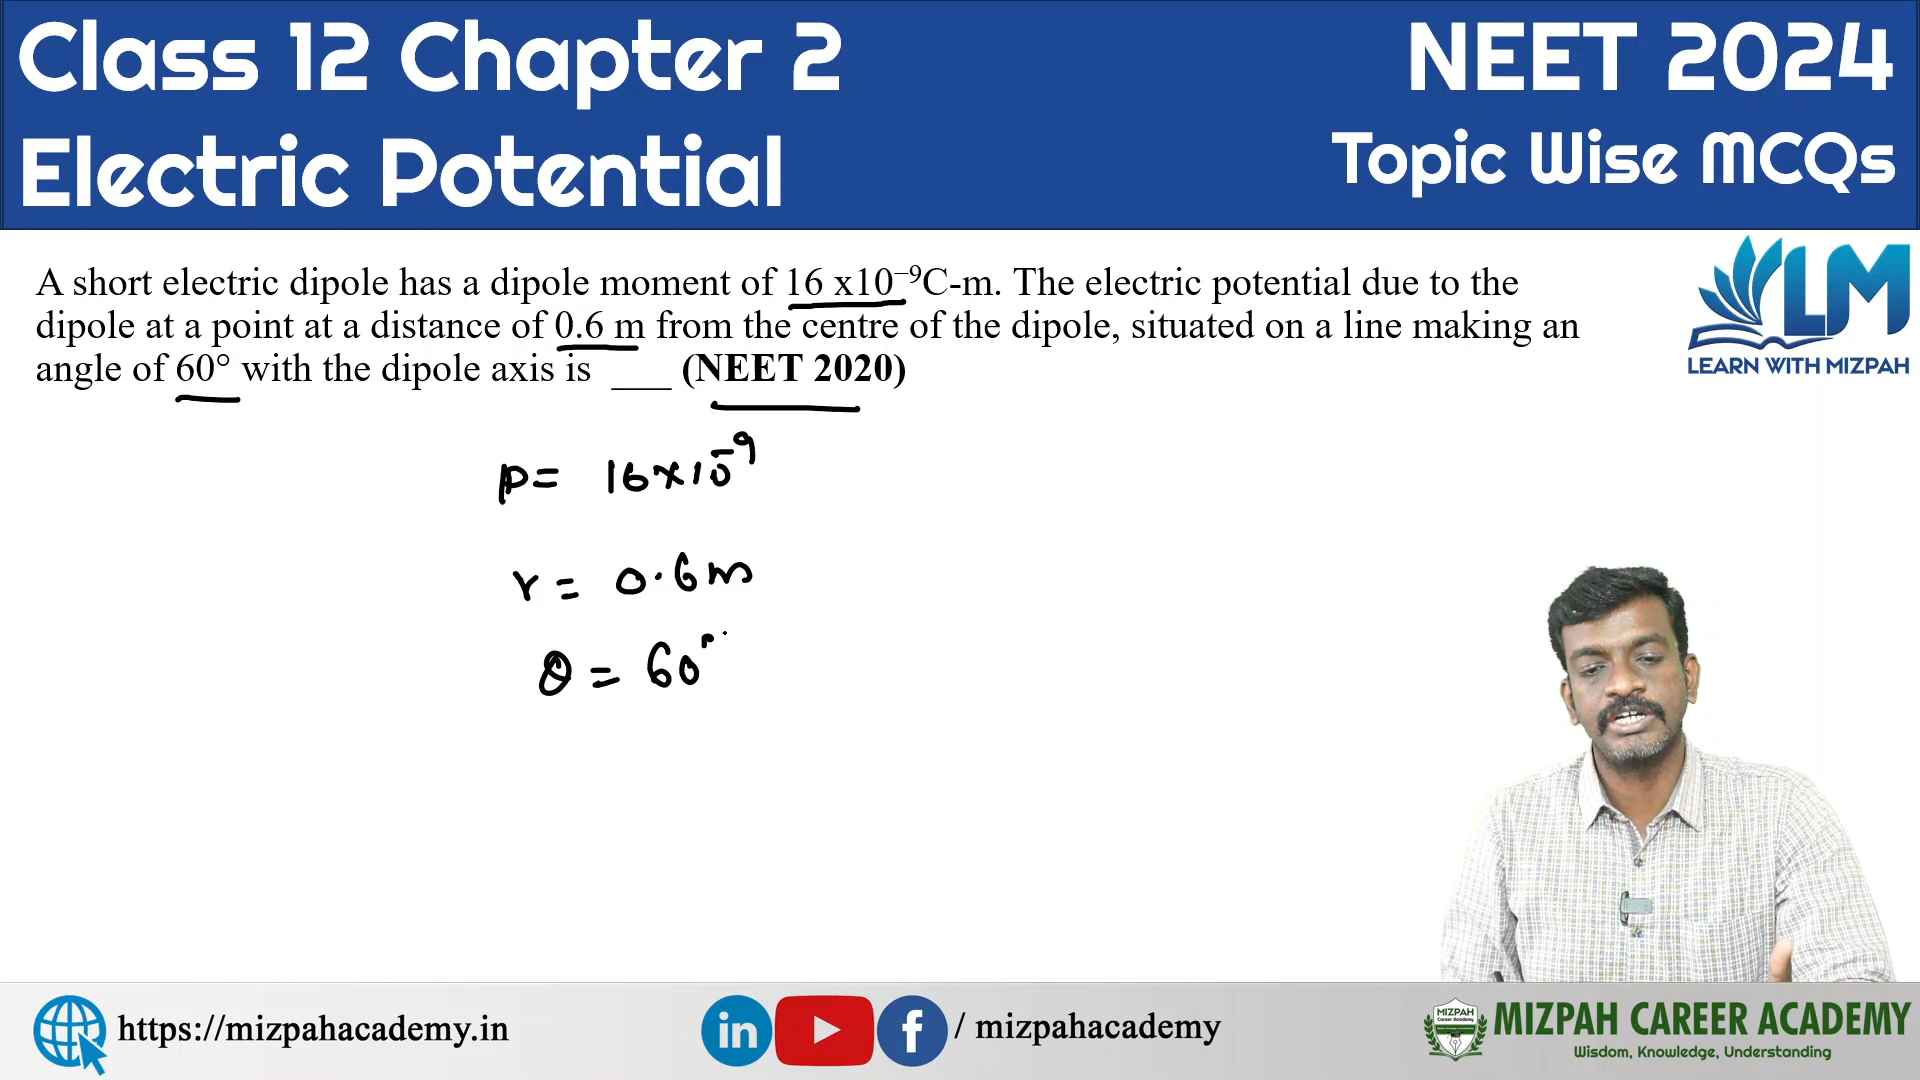 Class 12 Chapter 2
Electric Potential
NEET 2024
Topic Wise MCQs
A short electric dipole has a dipole moment of 16 x10⁻⁹C-m. The electric potential due to the
dipole at a point at a distance of 0.6 m from the centre of the dipole, situated on a line making an
angle of 60° with the dipole axis is ___ (NEET 2020)
LM
LEARN WITH MIZPAH
p = 16×10⁻⁹
r = 0.6m
θ = 60°
https://mizpahacademy.in
in
f
/ mizpahacademy
MIZPAH
Career Academy
MIZPAH CAREER ACADEMY
Wisdom, Knowledge, Understanding